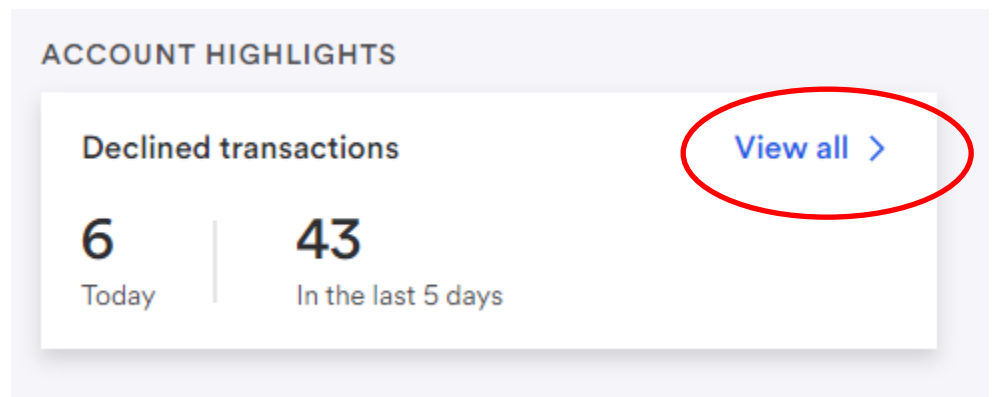 ACCOUNT HIGHLIGHTS
Declined transactions View all
6 43
Today In the last 5 days